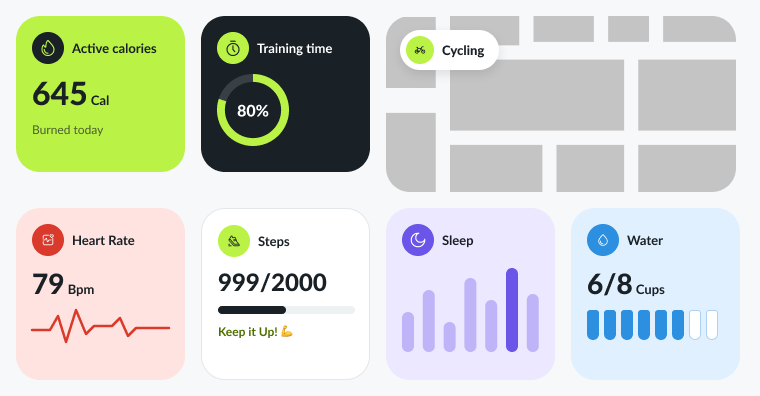 Active calories
645 Cal
Burned today
Training time
80%
Cycling
Heart Rate
79 Bpm
Steps
999/2000
Keep it Up! 💪
Sleep
Water
6/8 Cups